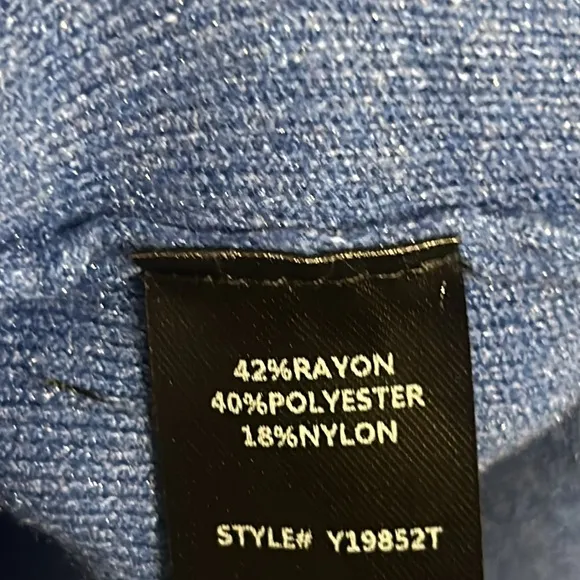 42%RAYON
40%POLYESTER
18%NYLON
STYLE# Y19852T